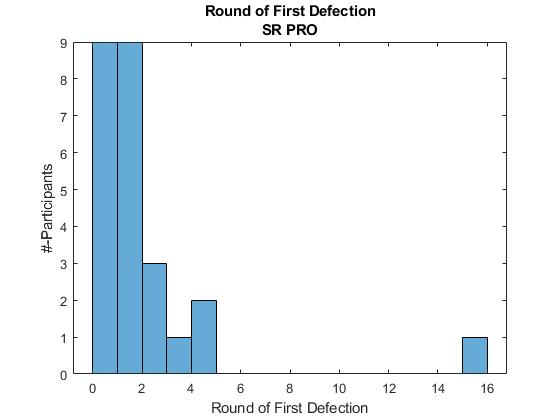 Round of First Defection
SR PRO
9
8
7
6
5
4
3
2
1
0
#-Participants
0 2 4 6 8 10 12 14 16
Round of First Defection